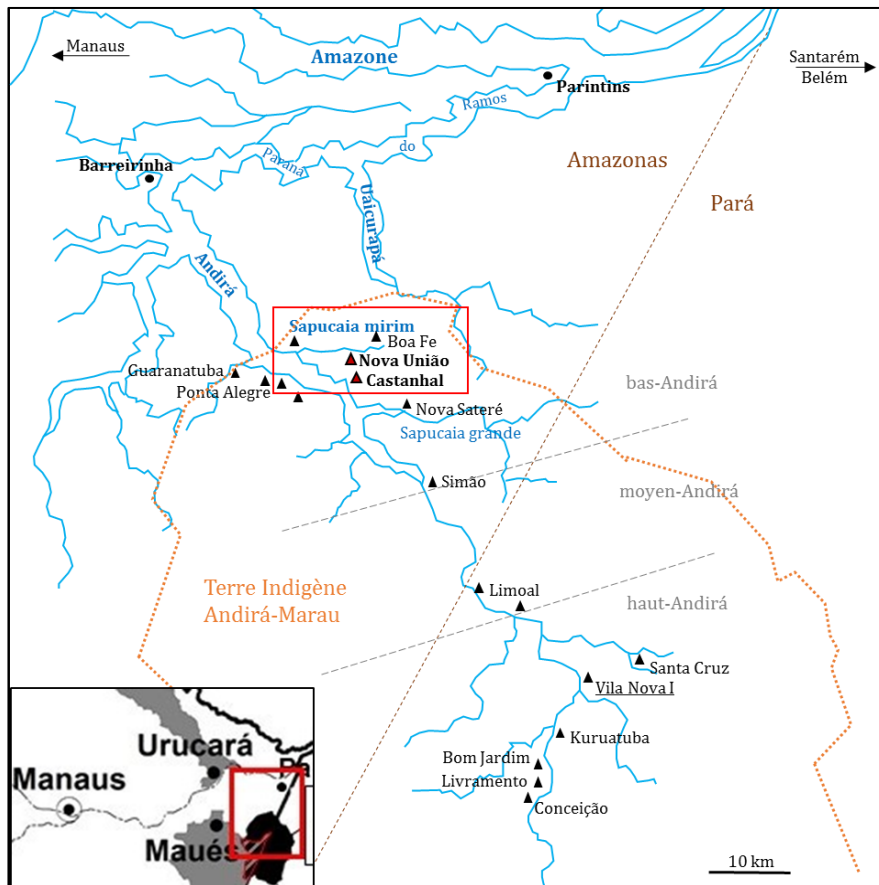 Manaus
Amazone
Santarém
Belém
Parintins
Ramos
do
Paraná
Barreirinha
Amazonas
Pará
Uaicurapá
Andirá
Sapucaia mirim
Boa Fe
Nova União
Castanhal
Guaranatuba
Ponta Alegre
bas-Andirá
Nova Sateré
Sapucaia grande
Simão
moyen-Andirá
Limoal
haut-Andirá
Terre Indigène
Andirá-Marau
Santa Cruz
Vila Nova I
Kuruatuba
Bom Jardim
Livramento
Conceição
Urucará
Pa
Manaus
Maués
10 km